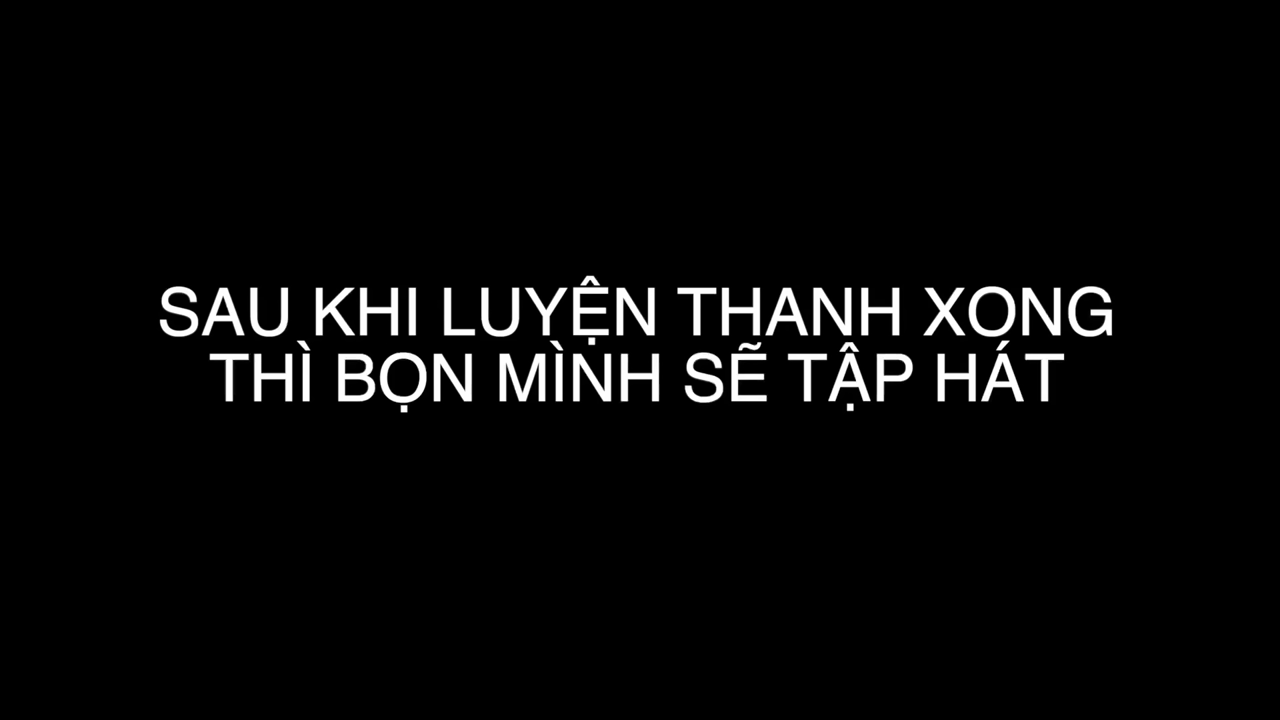 SAU KHI LUYỆN THANH XONG
THÌ BỌN MÌNH SẼ TẬP HÁT